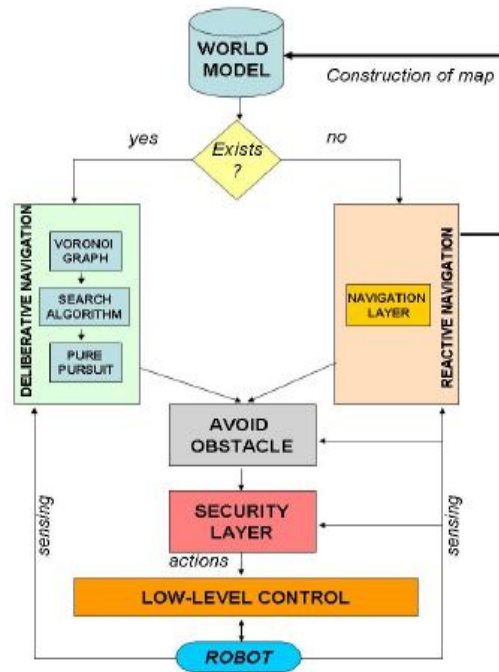 WORLD
MODEL
Construction of map
yes
Exists
?
no
DELIBERATIVE NAVIGATION
VORONOI
GRAPH
SEARCH
ALGORITHM
PURE
PURSUIT
NAVIGATION
LAYER
REACTIVE NAVIGATION
AVOID
OBSTACLE
SECURITY
LAYER
sensing
sensing
actions
LOW-LEVEL CONTROL
ROBOT